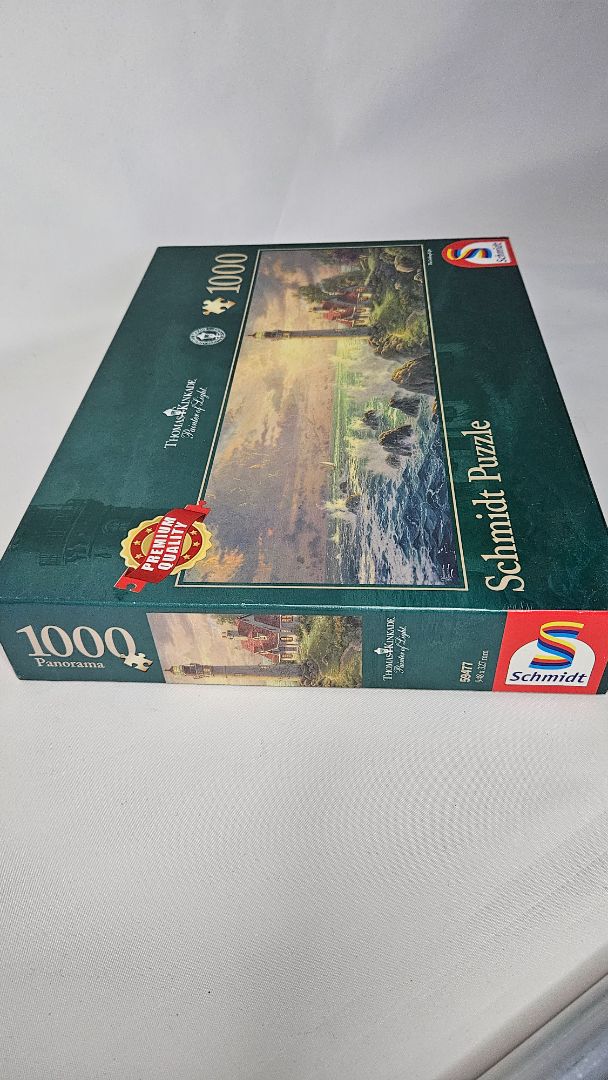 1000
THOMAS KINKADE
Painter of Light
PREMIUM
QUALITY
Schmidt Puzzle
Schmidt
1000
Panorama
THOMAS KINKADE
Painter of Light
59477
Schmidt